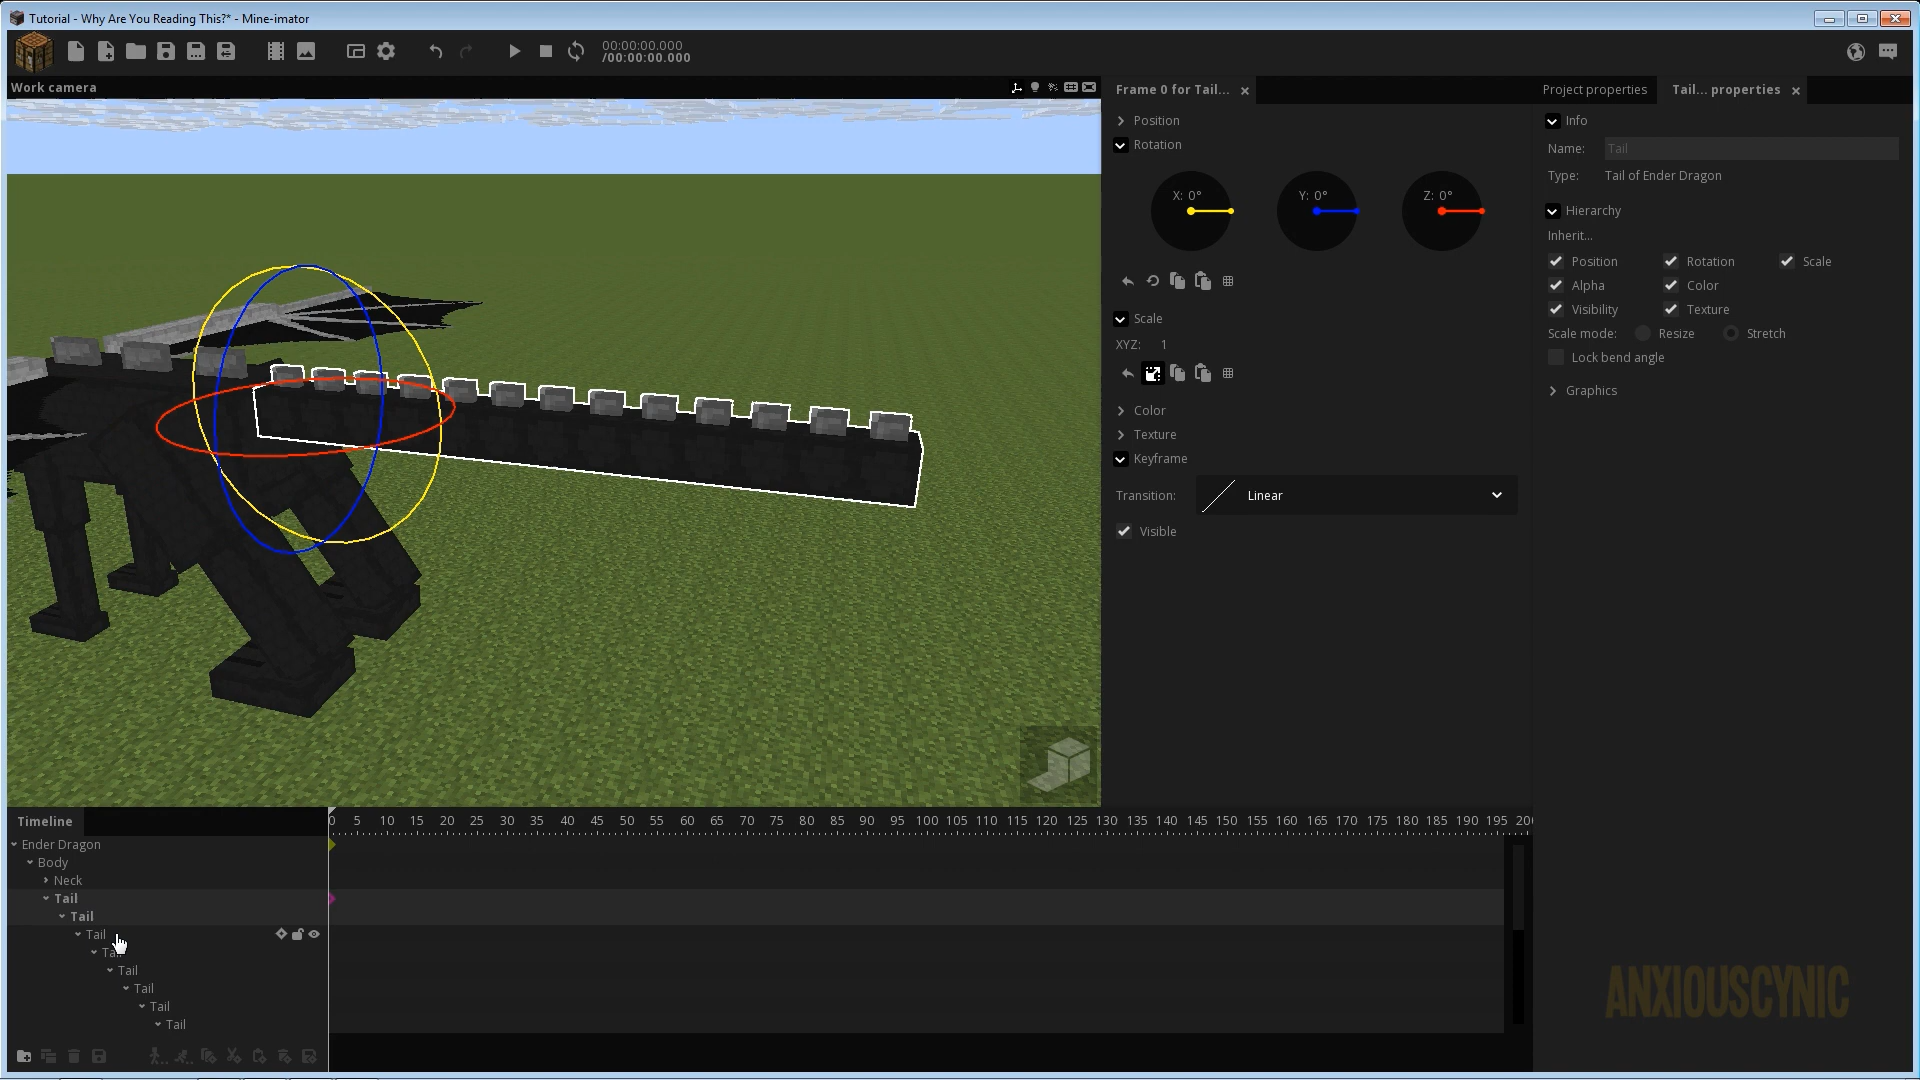 Tutorial - Why Are You Reading This?* - Mine-imator
00:00:00.000
/00:00:00.000
Work camera
Frame 0 for Tail...
Position
Rotation
X: 0°
Y: 0°
Z: 0°
Scale
XYZ: 1
Color
Texture
Keyframe
Transition: Linear
Visible
Project properties
Tail... properties
Info
Name: Tail
Type: Tail of Ender Dragon
Hierarchy
Inherit...
Position Rotation Scale
Alpha Color
Visibility Texture
Scale mode: Resize Stretch
Lock bend angle
Graphics
Timeline
0 5 10 15 20 25 30 35 40 45 50 55 60 65 70 75 80 85 90 95 100 105 110 115 120 125 130 135 140 145 150 155 160 165 170 175 180 185 190 195 20
Ender Dragon
Body
Neck
Tail
Tail
Tail
Tail
Tail
Tail
Tail
Tail
ANXIOUSCYNIC